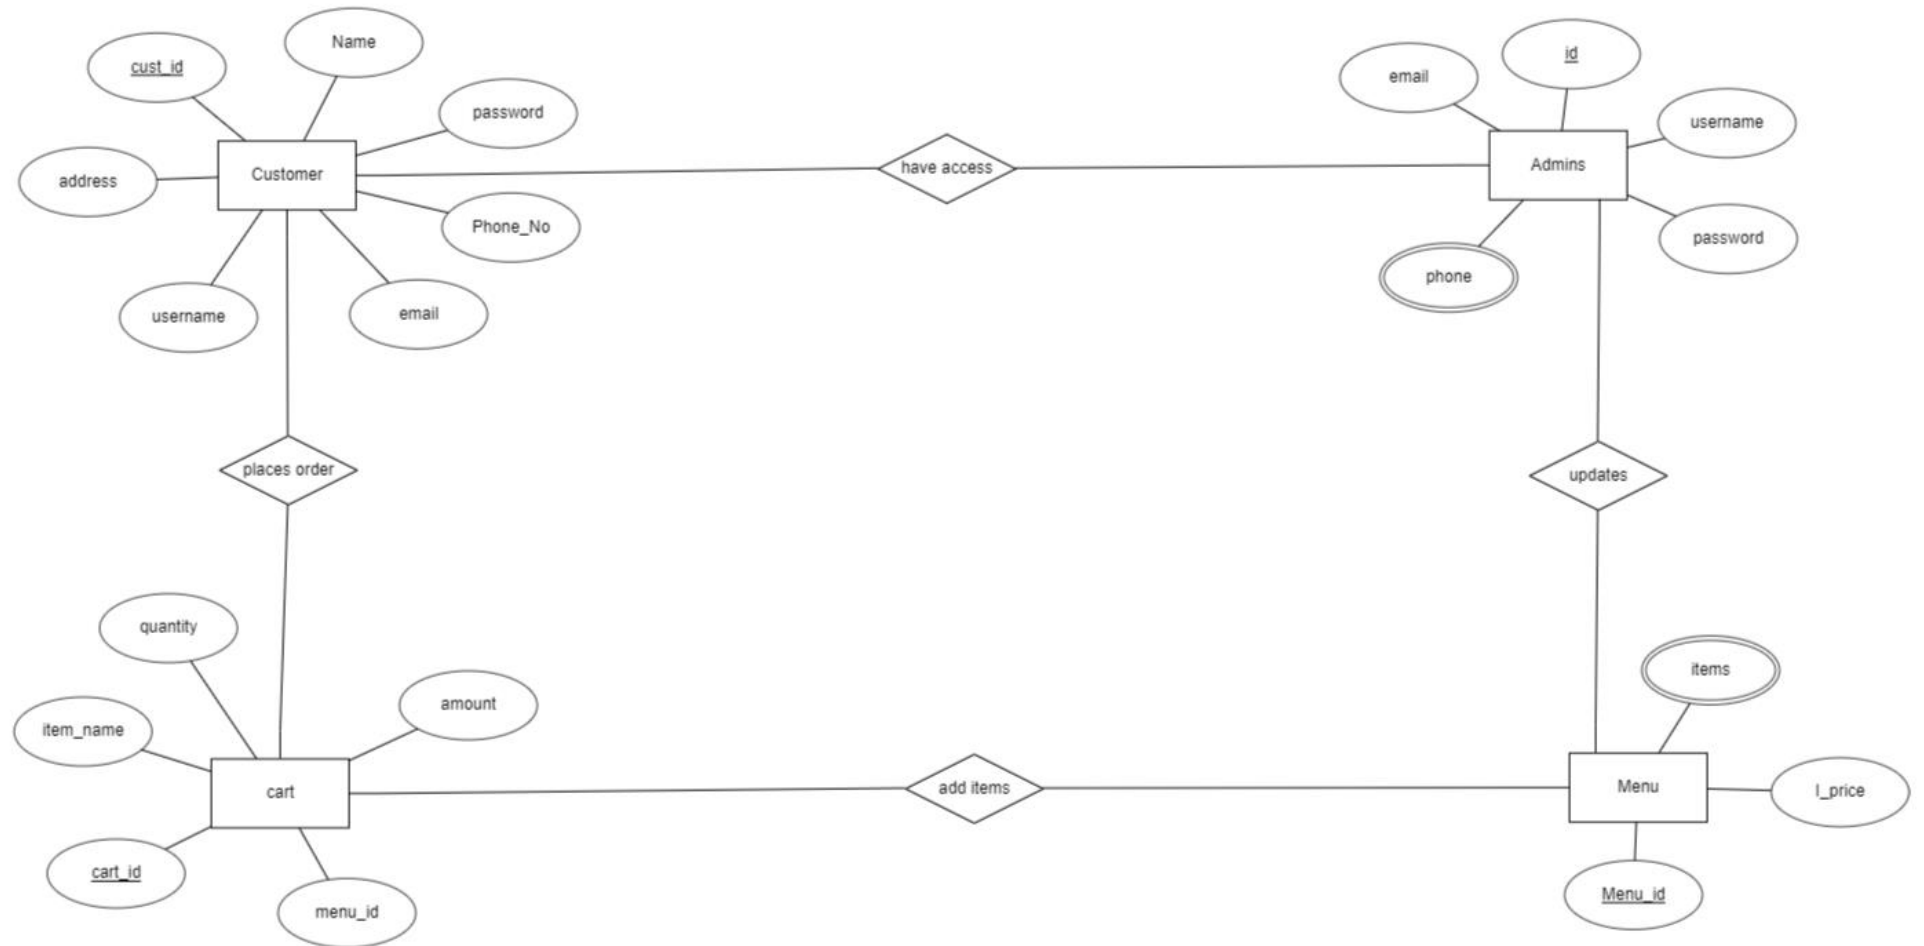 Name
cust_id
password
address
Customer
Phone_No
username
email
have access
id
email
username
Admins
password
phone
places order
updates
quantity
item_name
amount
cart
cart_id
menu_id
add items
items
Menu
I_price
Menu_id